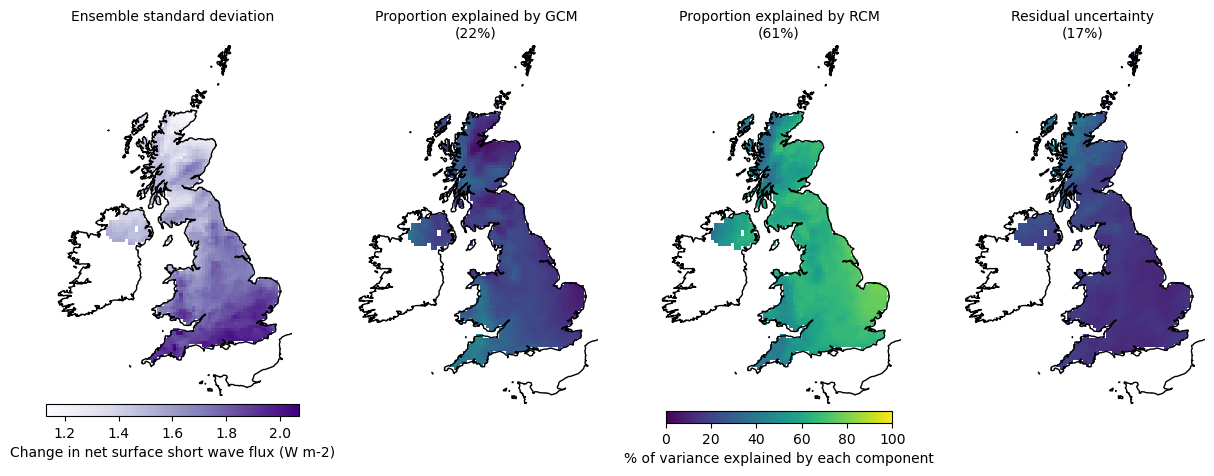 Ensemble standard deviation
Proportion explained by GCM
(22%)
Proportion explained by RCM
(61%)
Residual uncertainty
(17%)
1.2 1.4 1.6 1.8 2.0
Change in net surface short wave flux (W m-2)
0 20 40 60 80 100
% of variance explained by each component